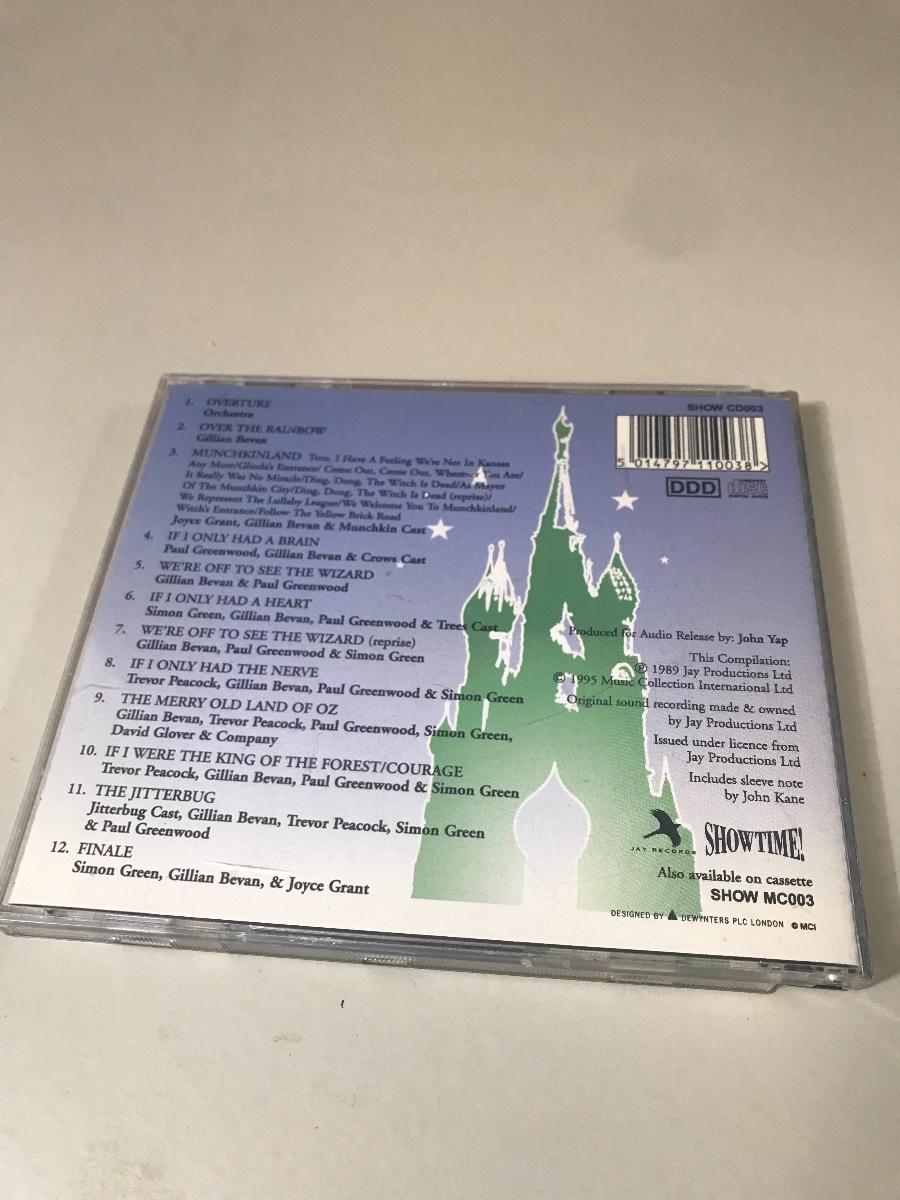 1. OVERTURE
Orchestra
2. OVER THE RAINBOW
Gillian Bevan
3. MUNCHKINLAND Toto, I Have A Feeling We're Not In Kansas
Any More/Glinda's Entrance/ Come Out, Come Out, Wherever You Are/
It Really Was No Miracle/Ding, Dong, The Witch Is Dead/As Mayor
Of The Munchkin City/Ding, Dong, The Witch Is Dead (reprise)/
We Represent The Lullaby League/We Welcome You To Munchkinland/
Witch's Entrance/Follow The Yellow Brick Road
Joyce Grant, Gillian Bevan & Munchkin Cast
4. IF I ONLY HAD A BRAIN
Paul Greenwood, Gillian Bevan & Crows Cast
5. WE'RE OFF TO SEE THE WIZARD
Gillian Bevan & Paul Greenwood
6. IF I ONLY HAD A HEART
Simon Green, Gillian Bevan, Paul Greenwood & Trees Cast
7. WE'RE OFF TO SEE THE WIZARD (reprise)
Gillian Bevan, Paul Greenwood & Simon Green
8. IF I ONLY HAD THE NERVE
Trevor Peacock, Gillian Bevan, Paul Greenwood & Simon Green
9. THE MERRY OLD LAND OF OZ
Gillian Bevan, Trevor Peacock, Paul Greenwood, Simon Green,
David Glover & Company
10. IF I WERE THE KING OF THE FOREST/COURAGE
Trevor Peacock, Gillian Bevan, Paul Greenwood & Simon Green
11. THE JITTERBUG
Jitterbug Cast, Gillian Bevan, Trevor Peacock, Simon Green
& Paul Greenwood
12. FINALE
Simon Green, Gillian Bevan, & Joyce Grant
SHOW CD003
5 014797 110038 >
DDD
COMPACT
disc
DIGITAL AUDIO
Produced for Audio Release by: John Yap
This Compilation:
℗ 1989 Jay Productions Ltd
© 1995 Music Collection International Ltd
Original sound recording made & owned
by Jay Productions Ltd
Issued under licence from
Jay Productions Ltd
Includes sleeve note
by John Kane
JAY RECORDS
SHOWTIME!
Also available on cassette
SHOW MC003
DESIGNED BY DEWYNTERS PLC LONDON © MCI